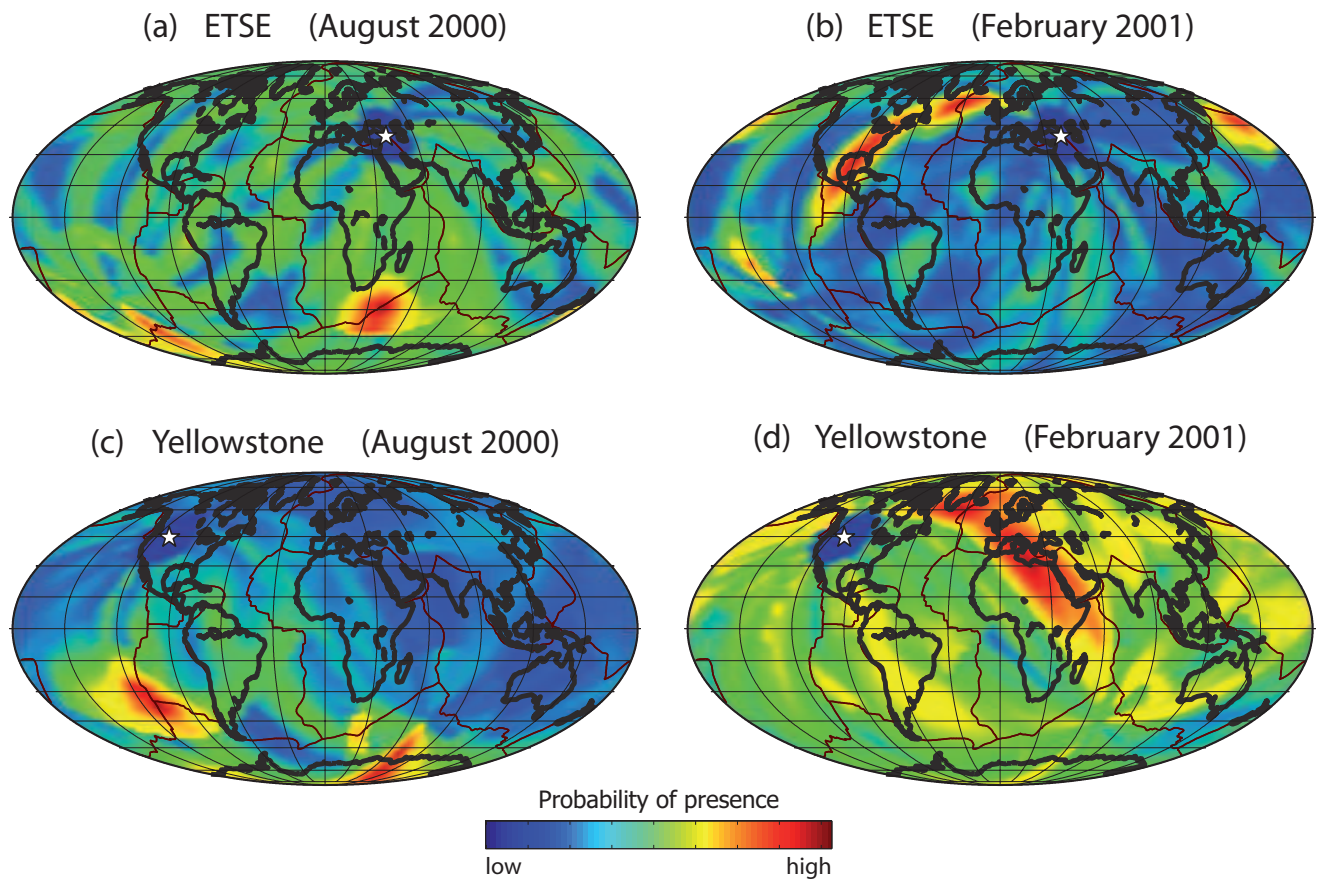 (a) ETSE (August 2000)
(b) ETSE (February 2001)
(c) Yellowstone (August 2000)
(d) Yellowstone (February 2001)
Probability of presence
low high